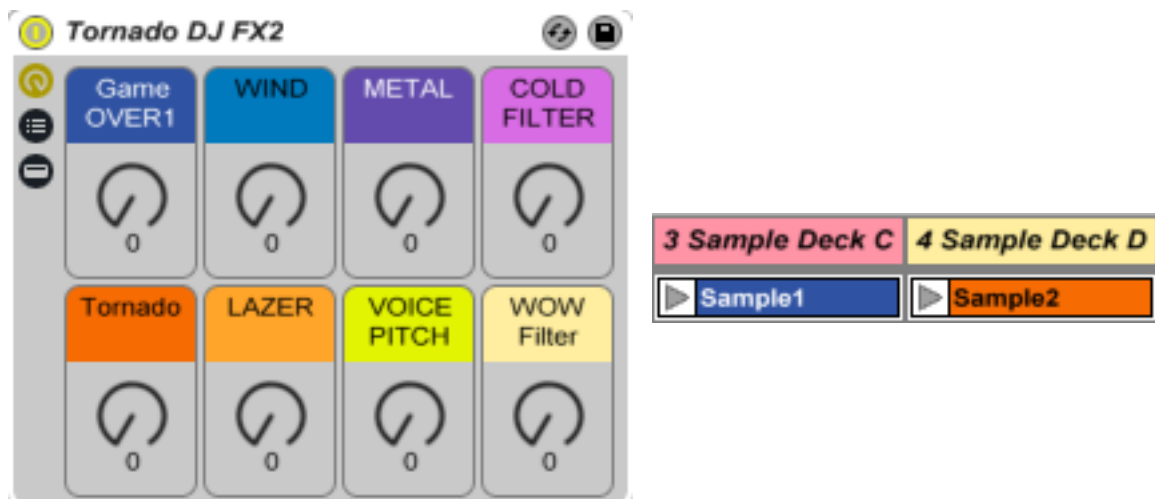 Tornado DJ FX2
Game
OVER1
WIND
METAL
COLD
FILTER
0
0
0
0
Tornado
LAZER
VOICE
PITCH
WOW
Filter
0
0
0
0
3 Sample Deck C
4 Sample Deck D
Sample1
Sample2